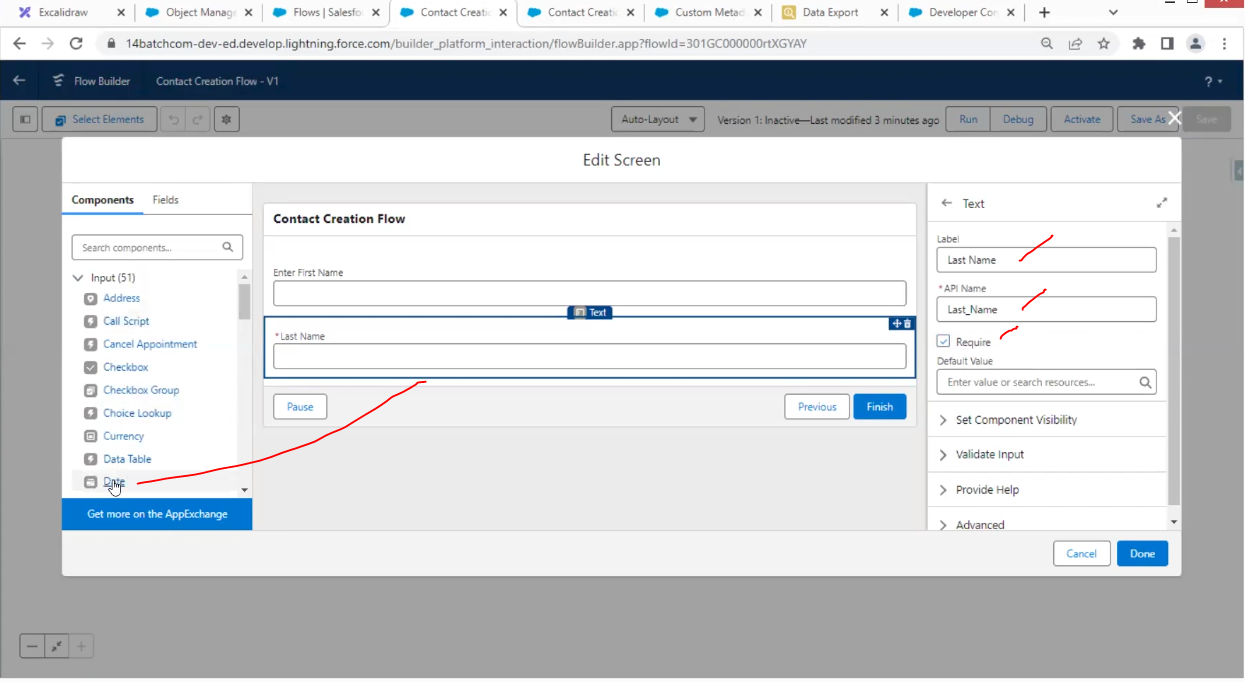 Excalidraw
Object Manag
Flows | Salesfo
Contact Creatic
Contact Creatic
Custom Metad
Data Export
Developer Con
14batchcom-dev-ed.develop.lightning.force.com/builder_platform_interaction/flowBuilder.app?flowId=301GC000000rtXGYAY
Flow Builder
Contact Creation Flow - V1
?
Select Elements
Auto-Layout
Version 1: Inactive—Last modified 3 minutes ago
Run
Debug
Activate
Save As
Save
Edit Screen
Components
Fields
Search components...
Input (51)
Address
Call Script
Cancel Appointment
Checkbox
Checkbox Group
Choice Lookup
Currency
Data Table
Date
Get more on the AppExchange
Contact Creation Flow
Enter First Name
Text
*Last Name
Pause
Previous
Finish
Text
Label
Last Name
*API Name
Last_Name
Require
Default Value
Enter value or search resources...
Set Component Visibility
Validate Input
Provide Help
Advanced
Cancel
Done